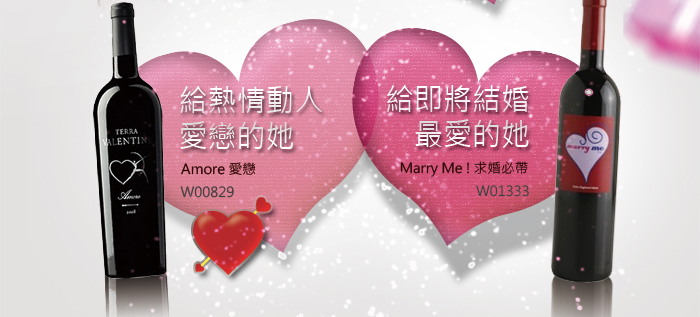 TERRA
VALENTINE
Amore
2008
給熱情動人
愛戀的她
Amore 愛戀
W00829
給即將結婚
最愛的她
Marry Me ! 求婚必帶
W01333
marry me